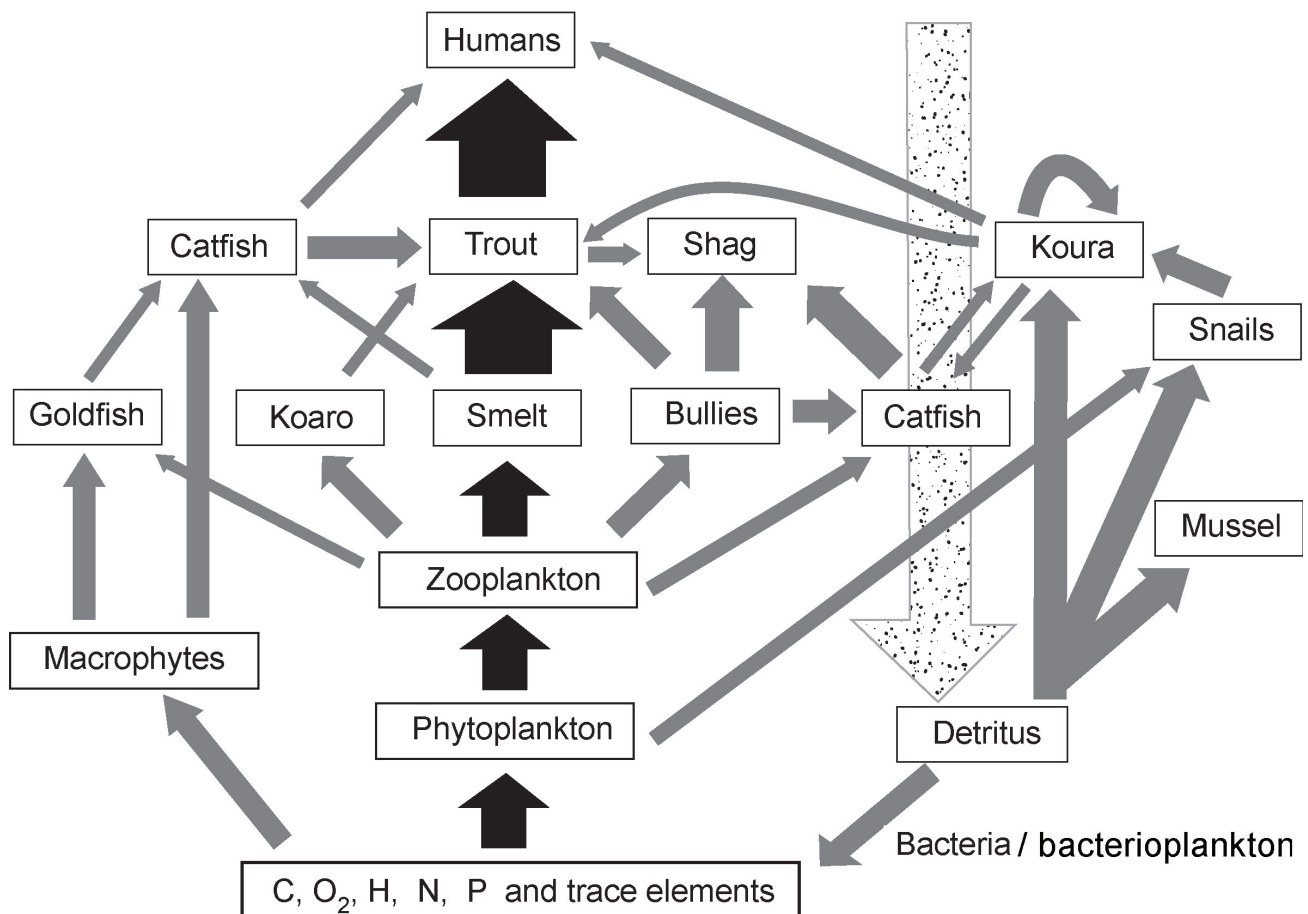 Humans
Catfish
Trout
Shag
Koura
Snails
Goldfish
Koaro
Smelt
Bullies
Catfish
Mussel
Zooplankton
Macrophytes
Phytoplankton
Detritus
Bacteria / bacterioplankton
C, O₂, H, N, P and trace elements